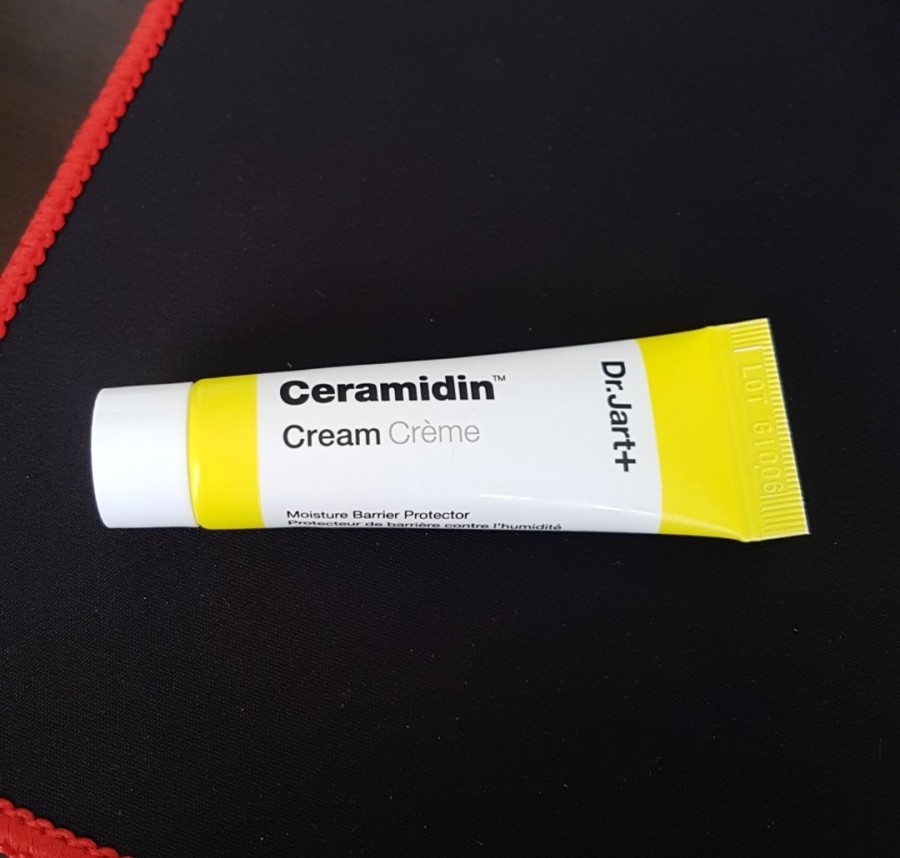 Ceramidin™
Cream Crème
Moisture Barrier Protector
Protecteur de barrière contre l'humidité
Dr.Jart+
LOT G1006